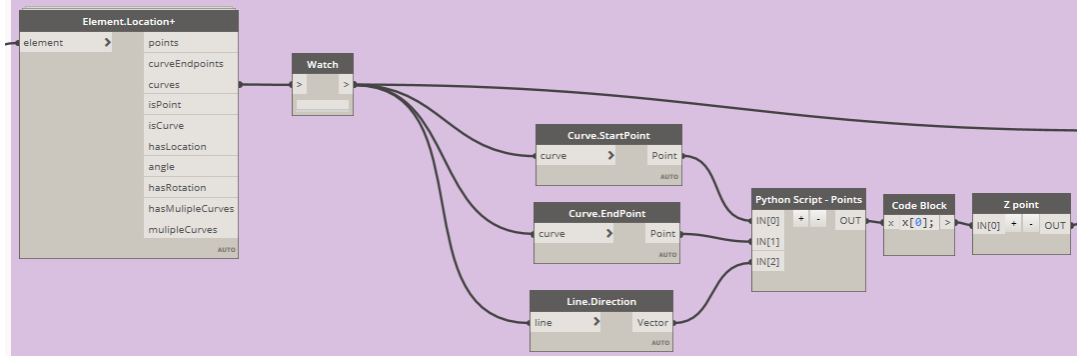 Element.Location+
element > points
curveEndpoints
curves
isPoint
isCurve
hasLocation
angle
hasRotation
hasMulipleCurves
mulipleCurves
AUTO
Watch
> >
Curve.StartPoint
curve > Point
AUTO
Curve.EndPoint
curve > Point
AUTO
Line.Direction
line > Vector
AUTO
Python Script - Points
IN[0] + - OUT
IN[1]
IN[2]
Code Block
x x[0]; >
Z point
IN[0] + - OUT